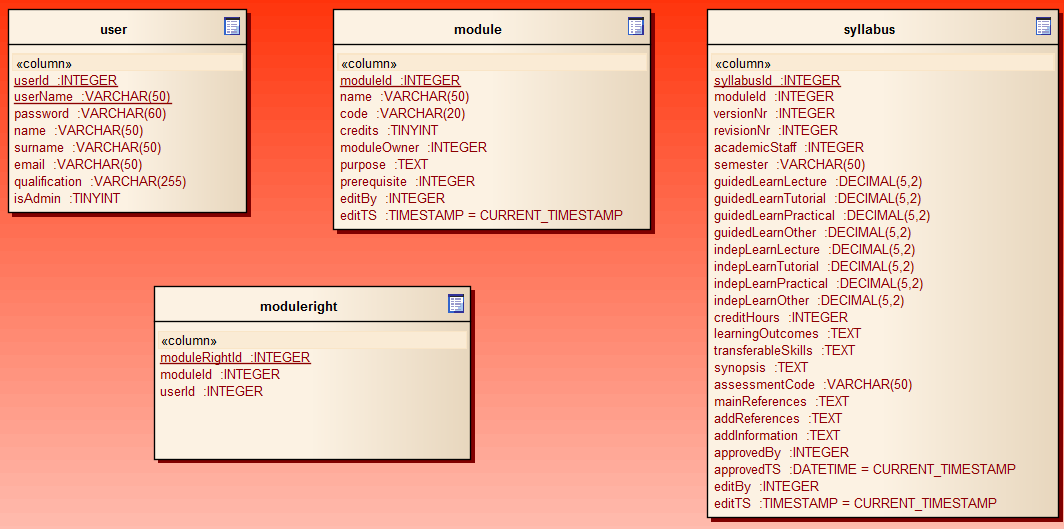 user
«column»
userId :INTEGER
userName :VARCHAR(50)
password :VARCHAR(60)
name :VARCHAR(50)
surname :VARCHAR(50)
email :VARCHAR(50)
qualification :VARCHAR(255)
isAdmin :TINYINT
module
«column»
moduleId :INTEGER
name :VARCHAR(50)
code :VARCHAR(20)
credits :TINYINT
moduleOwner :INTEGER
purpose :TEXT
prerequisite :INTEGER
editBy :INTEGER
editTS :TIMESTAMP = CURRENT_TIMESTAMP
syllabus
«column»
syllabusId :INTEGER
moduleId :INTEGER
versionNr :INTEGER
revisionNr :INTEGER
academicStaff :INTEGER
semester :VARCHAR(50)
guidedLearnLecture :DECIMAL(5,2)
guidedLearnTutorial :DECIMAL(5,2)
guidedLearnPractical :DECIMAL(5,2)
guidedLearnOther :DECIMAL(5,2)
indepLearnLecture :DECIMAL(5,2)
indepLearnTutorial :DECIMAL(5,2)
indepLearnPractical :DECIMAL(5,2)
indepLearnOther :DECIMAL(5,2)
creditHours :INTEGER
learningOutcomes :TEXT
transferableSkills :TEXT
synopsis :TEXT
assessmentCode :VARCHAR(50)
mainReferences :TEXT
addReferences :TEXT
addInformation :TEXT
approvedBy :INTEGER
approvedTS :DATETIME = CURRENT_TIMESTAMP
editBy :INTEGER
editTS :TIMESTAMP = CURRENT_TIMESTAMP
moduleright
«column»
moduleRightId :INTEGER
moduleId :INTEGER
userId :INTEGER